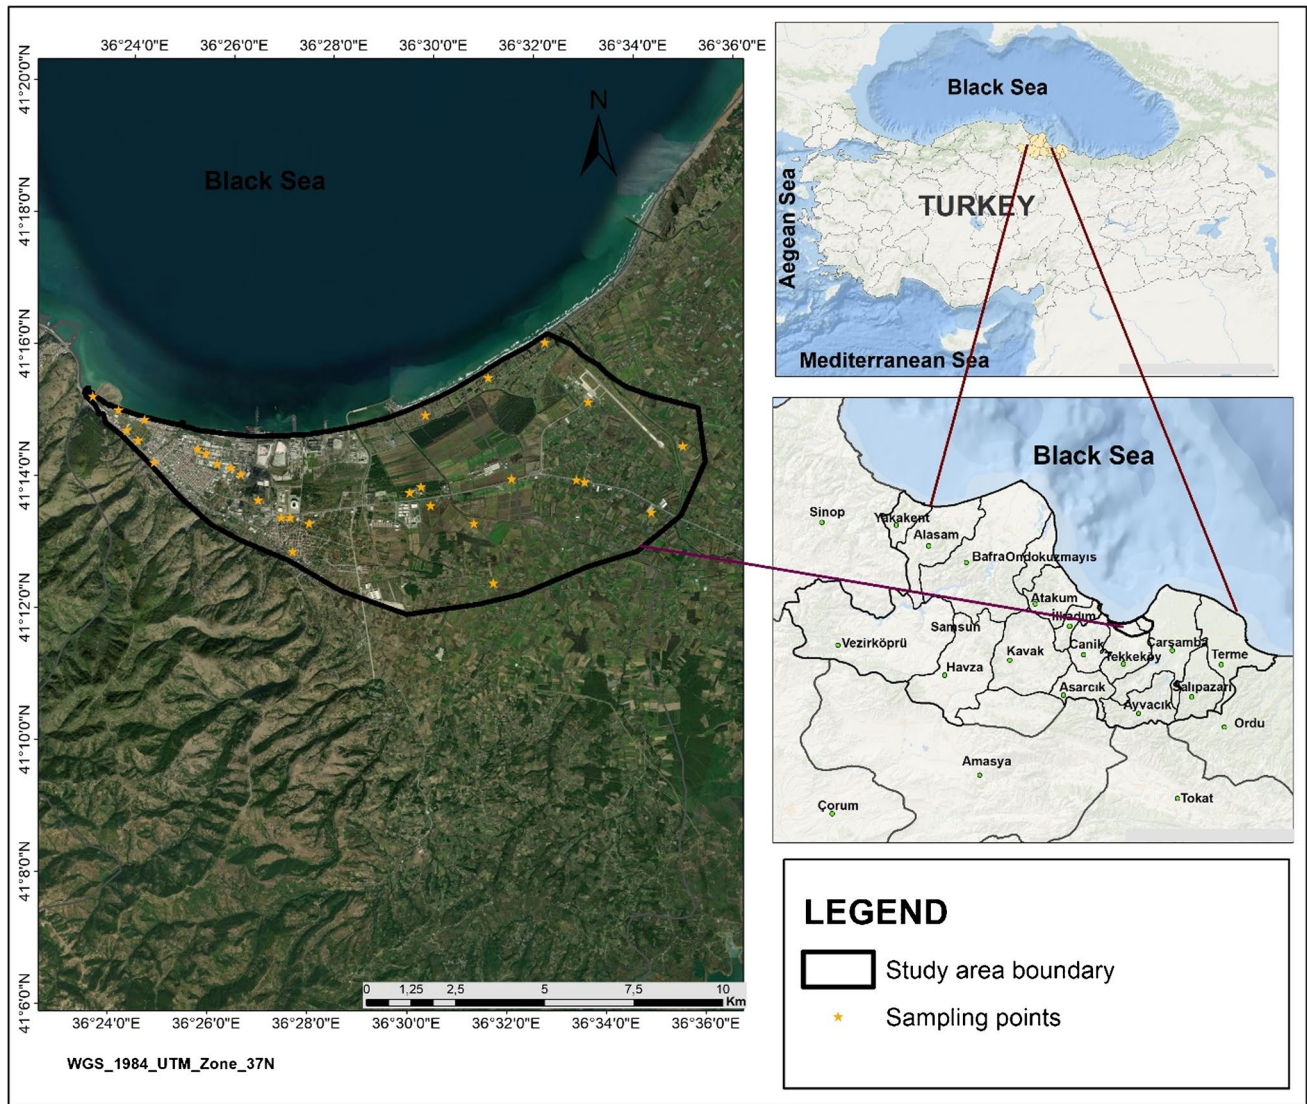 36°24'0"E 36°26'0"E 36°28'0"E 36°30'0"E 36°32'0"E 36°34'0"E 36°36'0"E
41°20'0"N
41°18'0"N
41°16'0"N
41°14'0"N
41°12'0"N
41°10'0"N
41°8'0"N
41°6'0"N
N
Black Sea
0 1,25 2,5 5 7,5 10
Km
36°24'0"E 36°26'0"E 36°28'0"E 36°30'0"E 36°32'0"E 36°34'0"E 36°36'0"E
WGS_1984_UTM_Zone_37N
Black Sea
TURKEY
Aegean Sea
Mediterranean Sea
Black Sea
Sinop
Yakakent
Alasam
Bafra Ondokuzmayıs
Atakum
İlkadım
Samsun
Vezirköprü
Havza
Kavak
Canik
Tekkeköy
Çarşamba
Terme
Asarcık
Ayvacık
Salıpazarı
Ordu
Amasya
Tokat
Çorum
LEGEND
Study area boundary
Sampling points